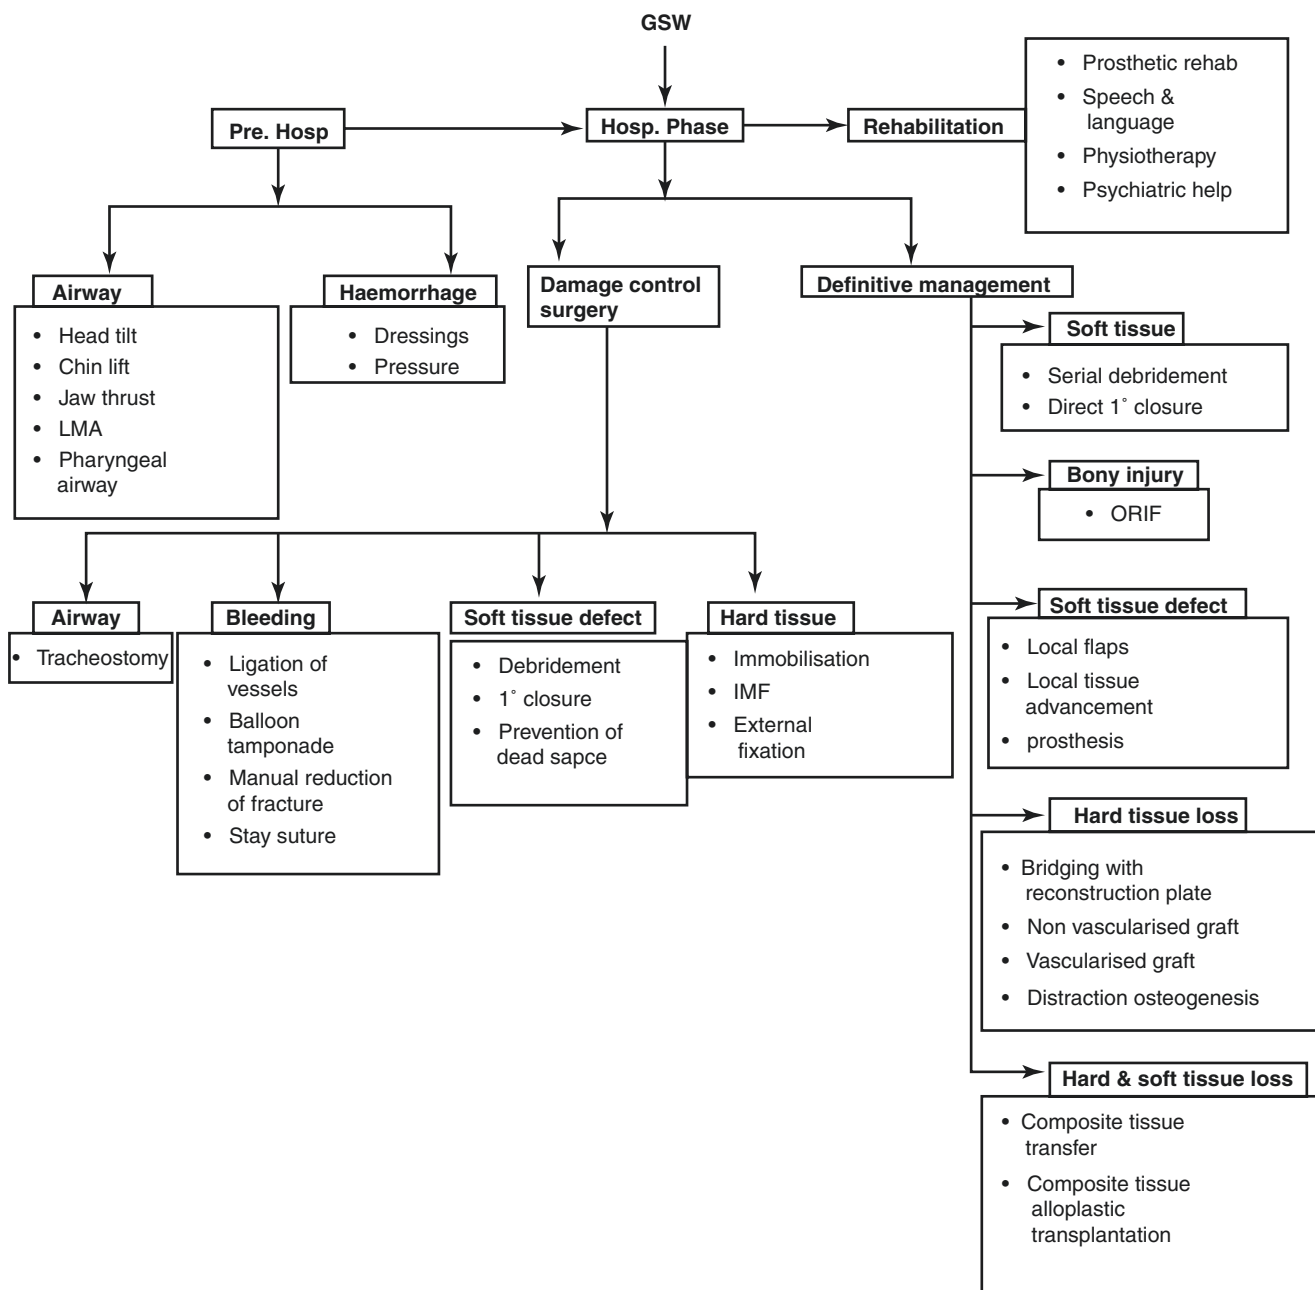 GSW
Pre. Hosp
Hosp. Phase
Rehabilitation
• Prosthetic rehab
• Speech &
language
• Physiotherapy
• Psychiatric help
Airway
• Head tilt
• Chin lift
• Jaw thrust
• LMA
• Pharyngeal
airway
Haemorrhage
• Dressings
• Pressure
Damage control
surgery
Definitive management
Airway
• Tracheostomy
Bleeding
• Ligation of
vessels
• Balloon
tamponade
• Manual reduction
of fracture
• Stay suture
Soft tissue defect
• Debridement
• 1° closure
• Prevention of
dead sapce
Hard tissue
• Immobilisation
• IMF
• External
fixation
Soft tissue
• Serial debridement
• Direct 1° closure
Bony injury
• ORIF
Soft tissue defect
• Local flaps
• Local tissue
advancement
• prosthesis
Hard tissue loss
• Bridging with
reconstruction plate
• Non vascularised graft
• Vascularised graft
• Distraction osteogenesis
Hard & soft tissue loss
• Composite tissue
transfer
• Composite tissue
alloplastic
transplantation